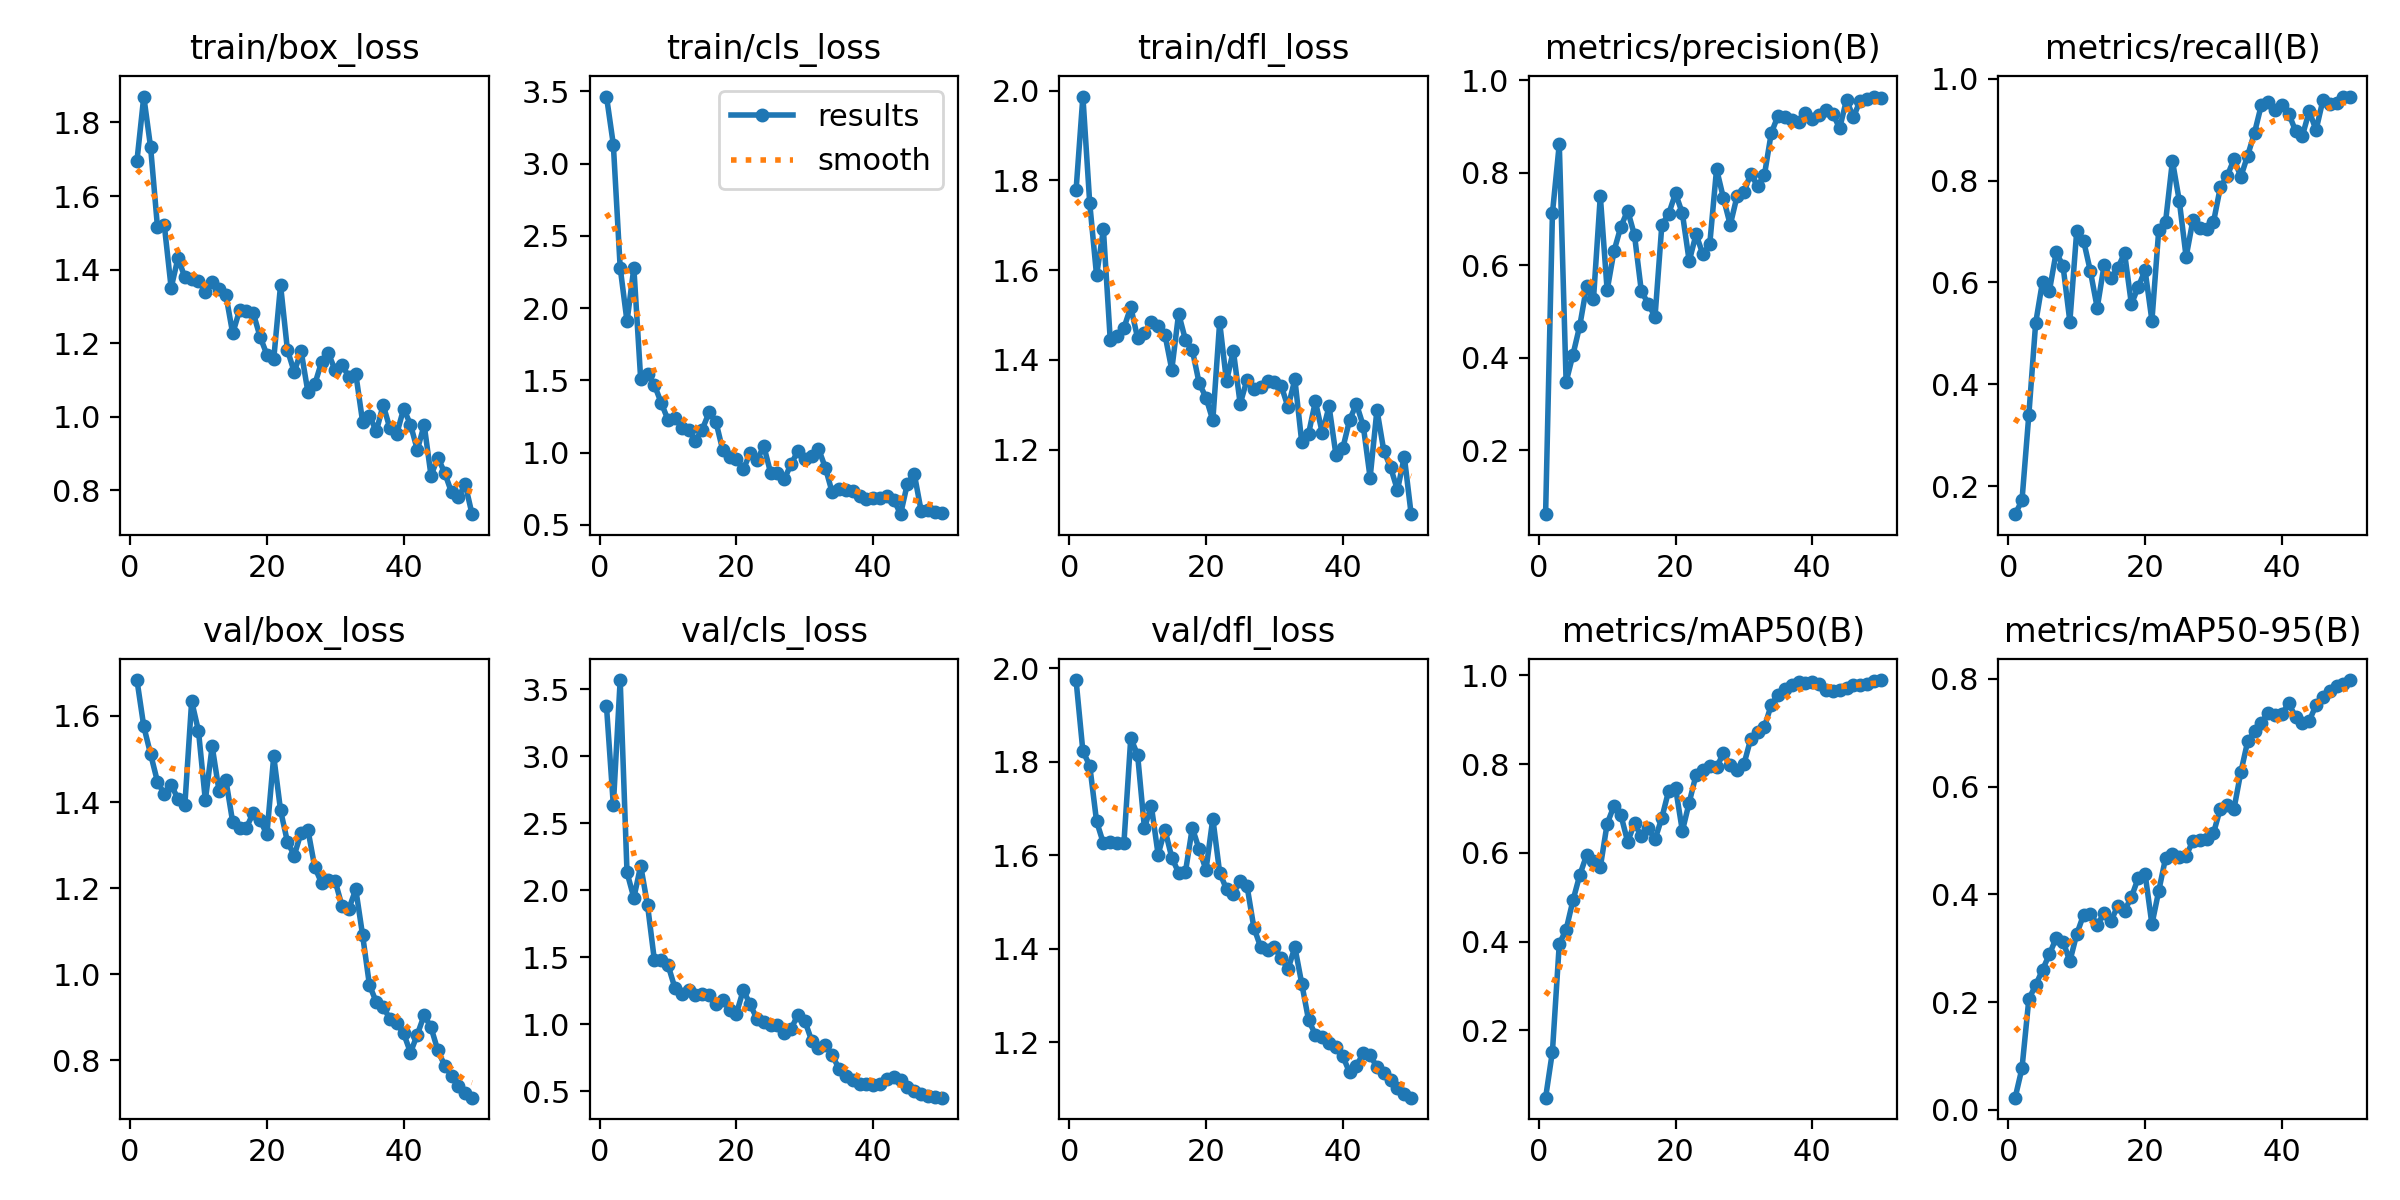 train/box_loss
train/cls_loss
train/dfl_loss
metrics/precision(B)
metrics/recall(B)
1.8
1.6
1.4
1.2
1.0
0.8
0 20 40
3.5
3.0
2.5
2.0
1.5
1.0
0.5
0 20 40
results
smooth
2.0
1.8
1.6
1.4
1.2
0 20 40
1.0
0.8
0.6
0.4
0.2
0 20 40
1.0
0.8
0.6
0.4
0.2
0 20 40
val/box_loss
val/cls_loss
val/dfl_loss
metrics/mAP50(B)
metrics/mAP50-95(B)
1.6
1.4
1.2
1.0
0.8
0 20 40
3.5
3.0
2.5
2.0
1.5
1.0
0.5
0 20 40
2.0
1.8
1.6
1.4
1.2
0 20 40
1.0
0.8
0.6
0.4
0.2
0 20 40
0.8
0.6
0.4
0.2
0.0
0 20 40